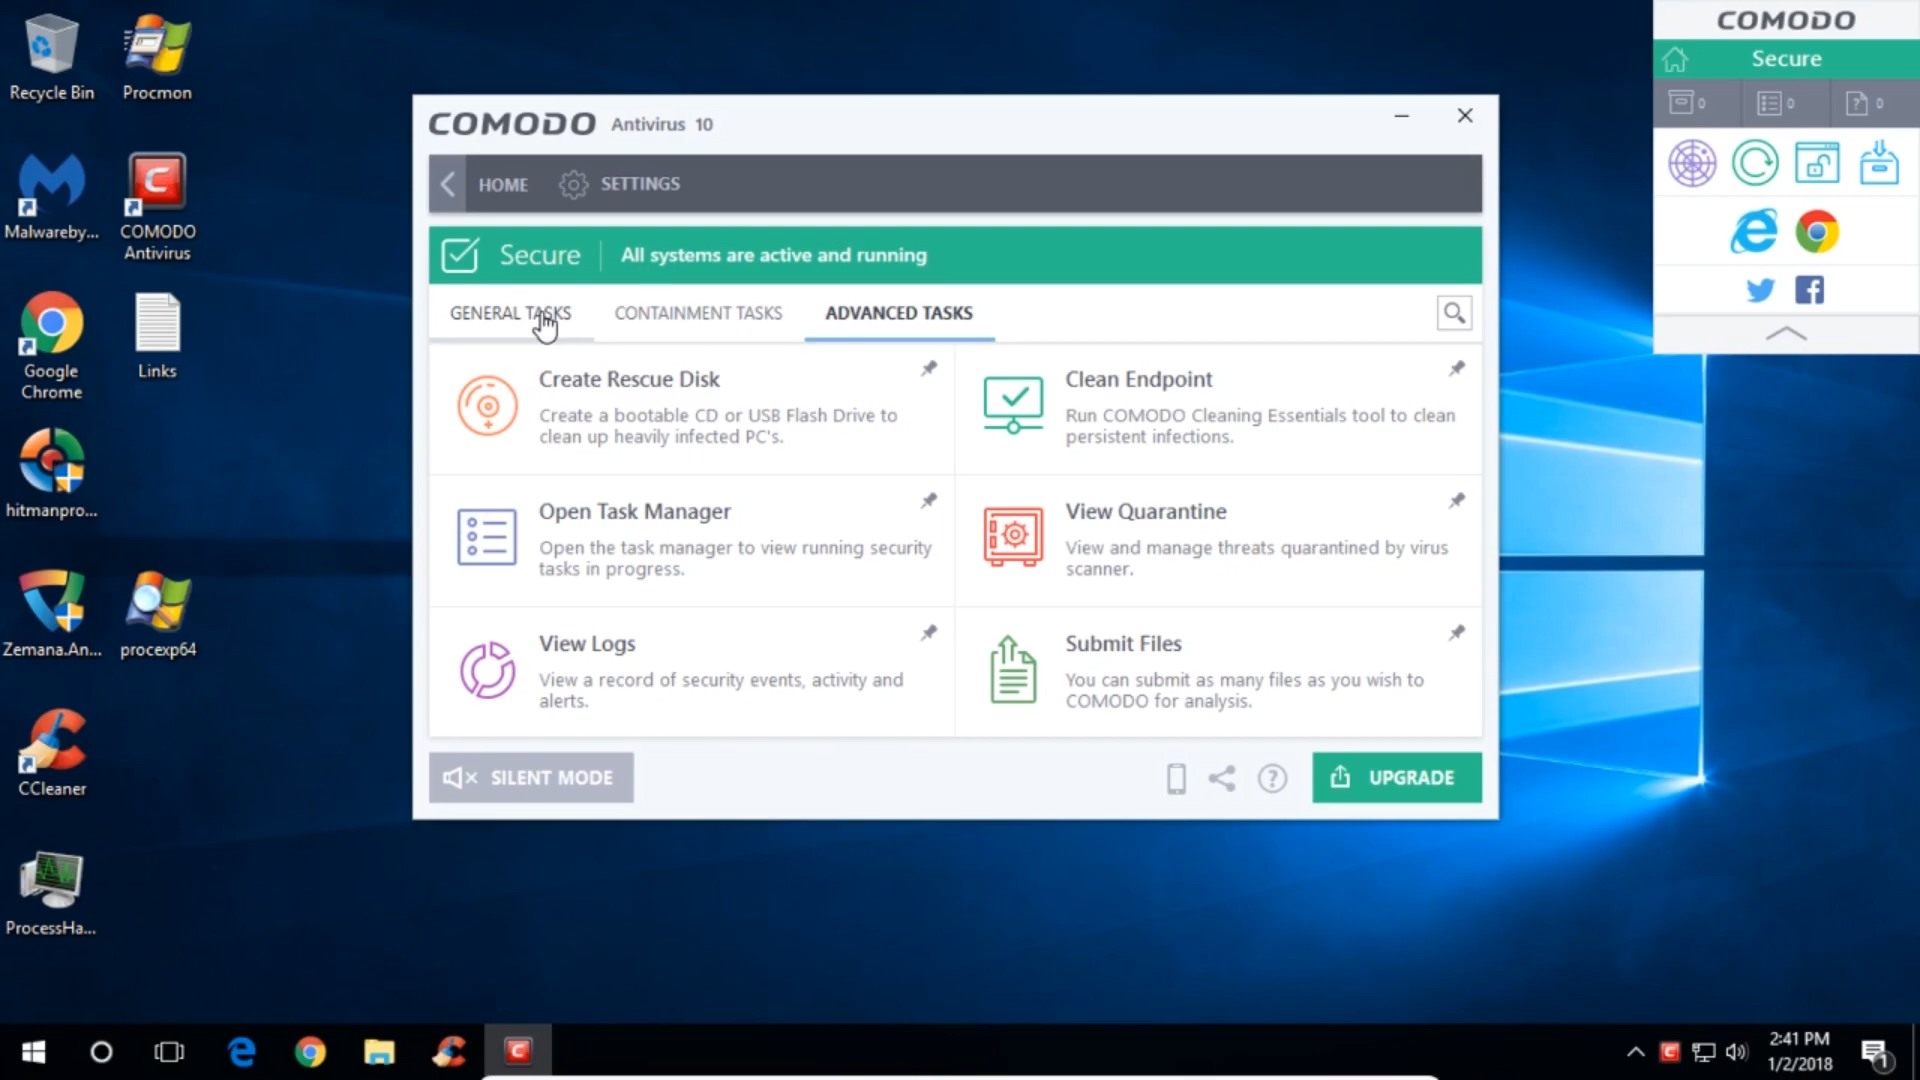 Recycle Bin
Procmon
Malwareby...
COMODO
Antivirus
Google
Chrome
Links
hitmanpro...
Zemana.An...
procexp64
CCleaner
ProcessHa...
COMODO Antivirus 10
HOME
SETTINGS
Secure
All systems are active and running
GENERAL TASKS
CONTAINMENT TASKS
ADVANCED TASKS
Create Rescue Disk
Create a bootable CD or USB Flash Drive to
clean up heavily infected PC's.
Clean Endpoint
Run COMODO Cleaning Essentials tool to clean
persistent infections.
Open Task Manager
Open the task manager to view running security
tasks in progress.
View Quarantine
View and manage threats quarantined by virus
scanner.
View Logs
View a record of security events, activity and
alerts.
Submit Files
You can submit as many files as you wish to
COMODO for analysis.
SILENT MODE
UPGRADE
COMODO
Secure
0
0
0
2:41 PM
1/2/2018
1